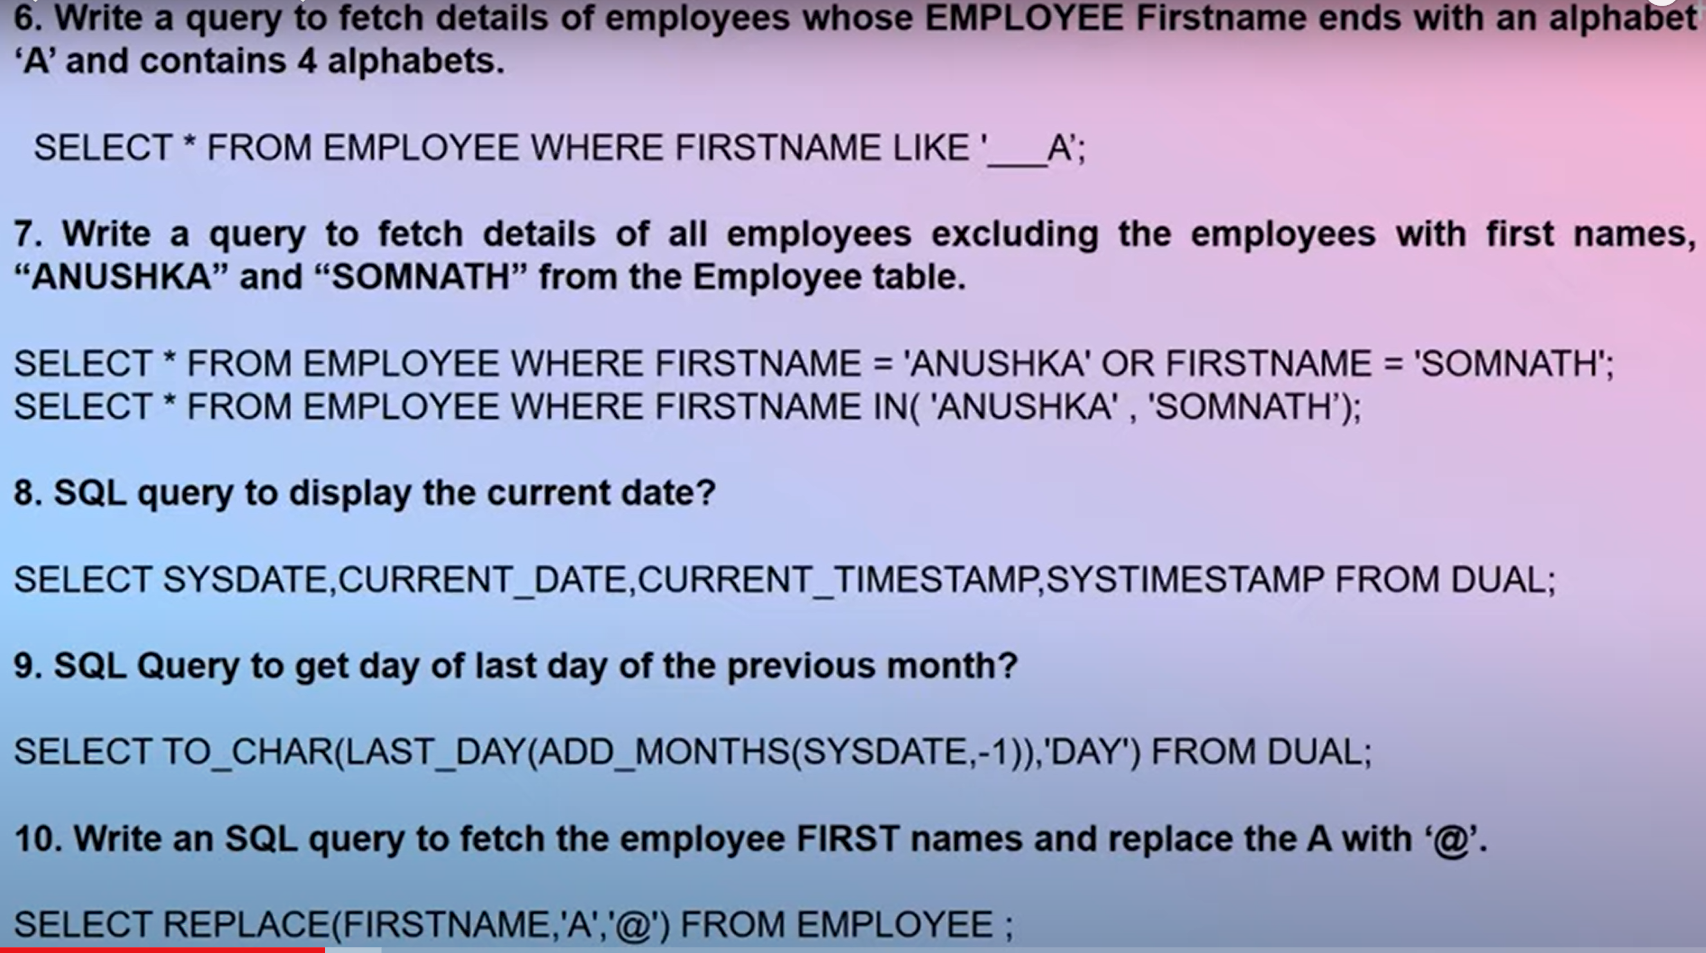 6. Write a query to fetch details of employees whose EMPLOYEE Firstname ends with an alphabet
‘A’ and contains 4 alphabets.
SELECT * FROM EMPLOYEE WHERE FIRSTNAME LIKE '___A’;
7. Write a query to fetch details of all employees excluding the employees with first names,
“ANUSHKA” and “SOMNATH” from the Employee table.
SELECT * FROM EMPLOYEE WHERE FIRSTNAME = 'ANUSHKA' OR FIRSTNAME = 'SOMNATH';
SELECT * FROM EMPLOYEE WHERE FIRSTNAME IN( 'ANUSHKA' , 'SOMNATH’);
8. SQL query to display the current date?
SELECT SYSDATE,CURRENT_DATE,CURRENT_TIMESTAMP,SYSTIMESTAMP FROM DUAL;
9. SQL Query to get day of last day of the previous month?
SELECT TO_CHAR(LAST_DAY(ADD_MONTHS(SYSDATE,-1)),'DAY') FROM DUAL;
10. Write an SQL query to fetch the employee FIRST names and replace the A with ‘@’.
SELECT REPLACE(FIRSTNAME,'A','@') FROM EMPLOYEE ;